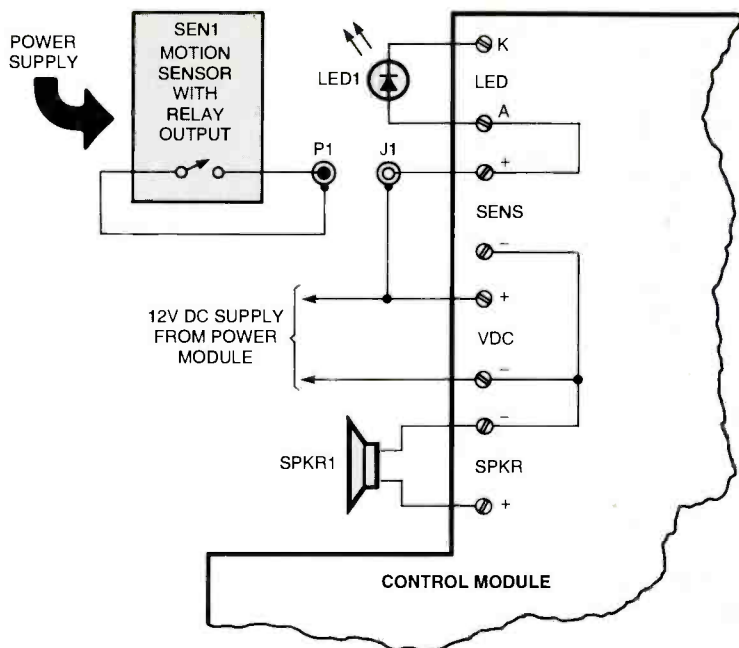 POWER
SUPPLY
SEN1
MOTION
SENSOR
WITH
RELAY
OUTPUT
P1
J1
LED1
K
LED
A
+
SENS
−
+
12V DC SUPPLY
FROM POWER
MODULE
VDC
−
−
SPKR1
SPKR
+
CONTROL MODULE